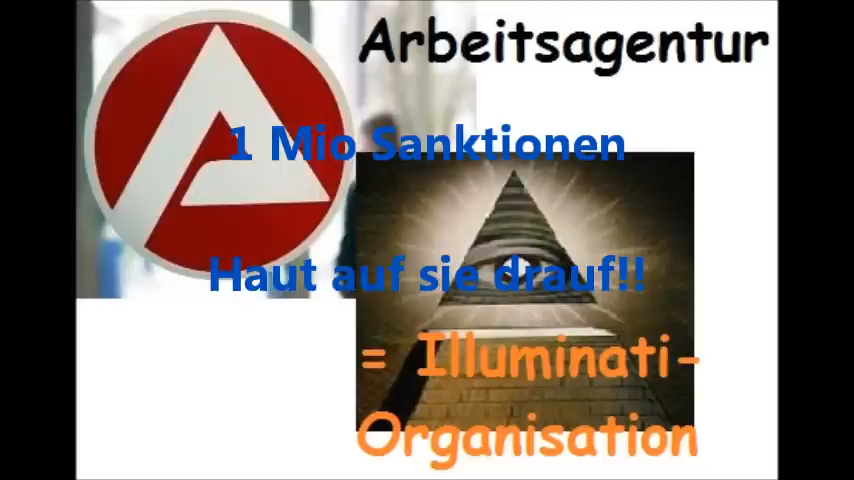 Arbeitsagentur
1 Mio Sanktionen
Haut auf sie drauf!!
= Illuminati-
Organisation